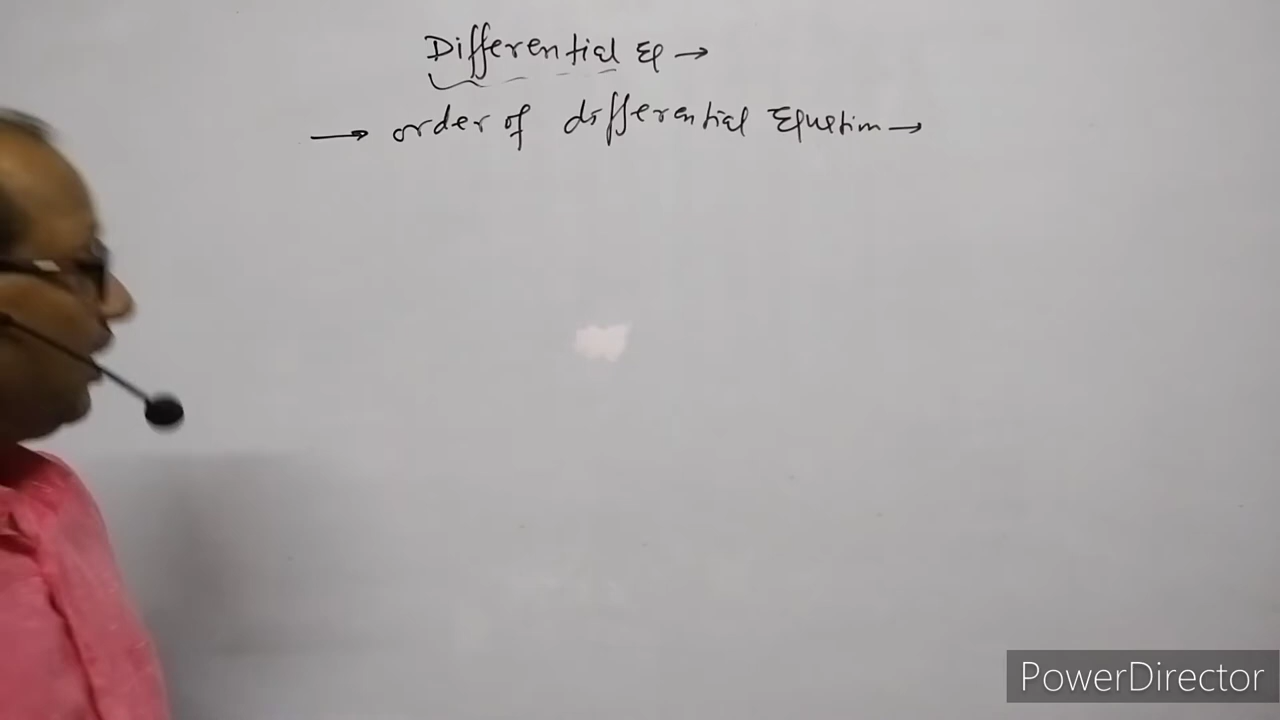 Differential Eq →
→ order of differential Equation →
PowerDirector